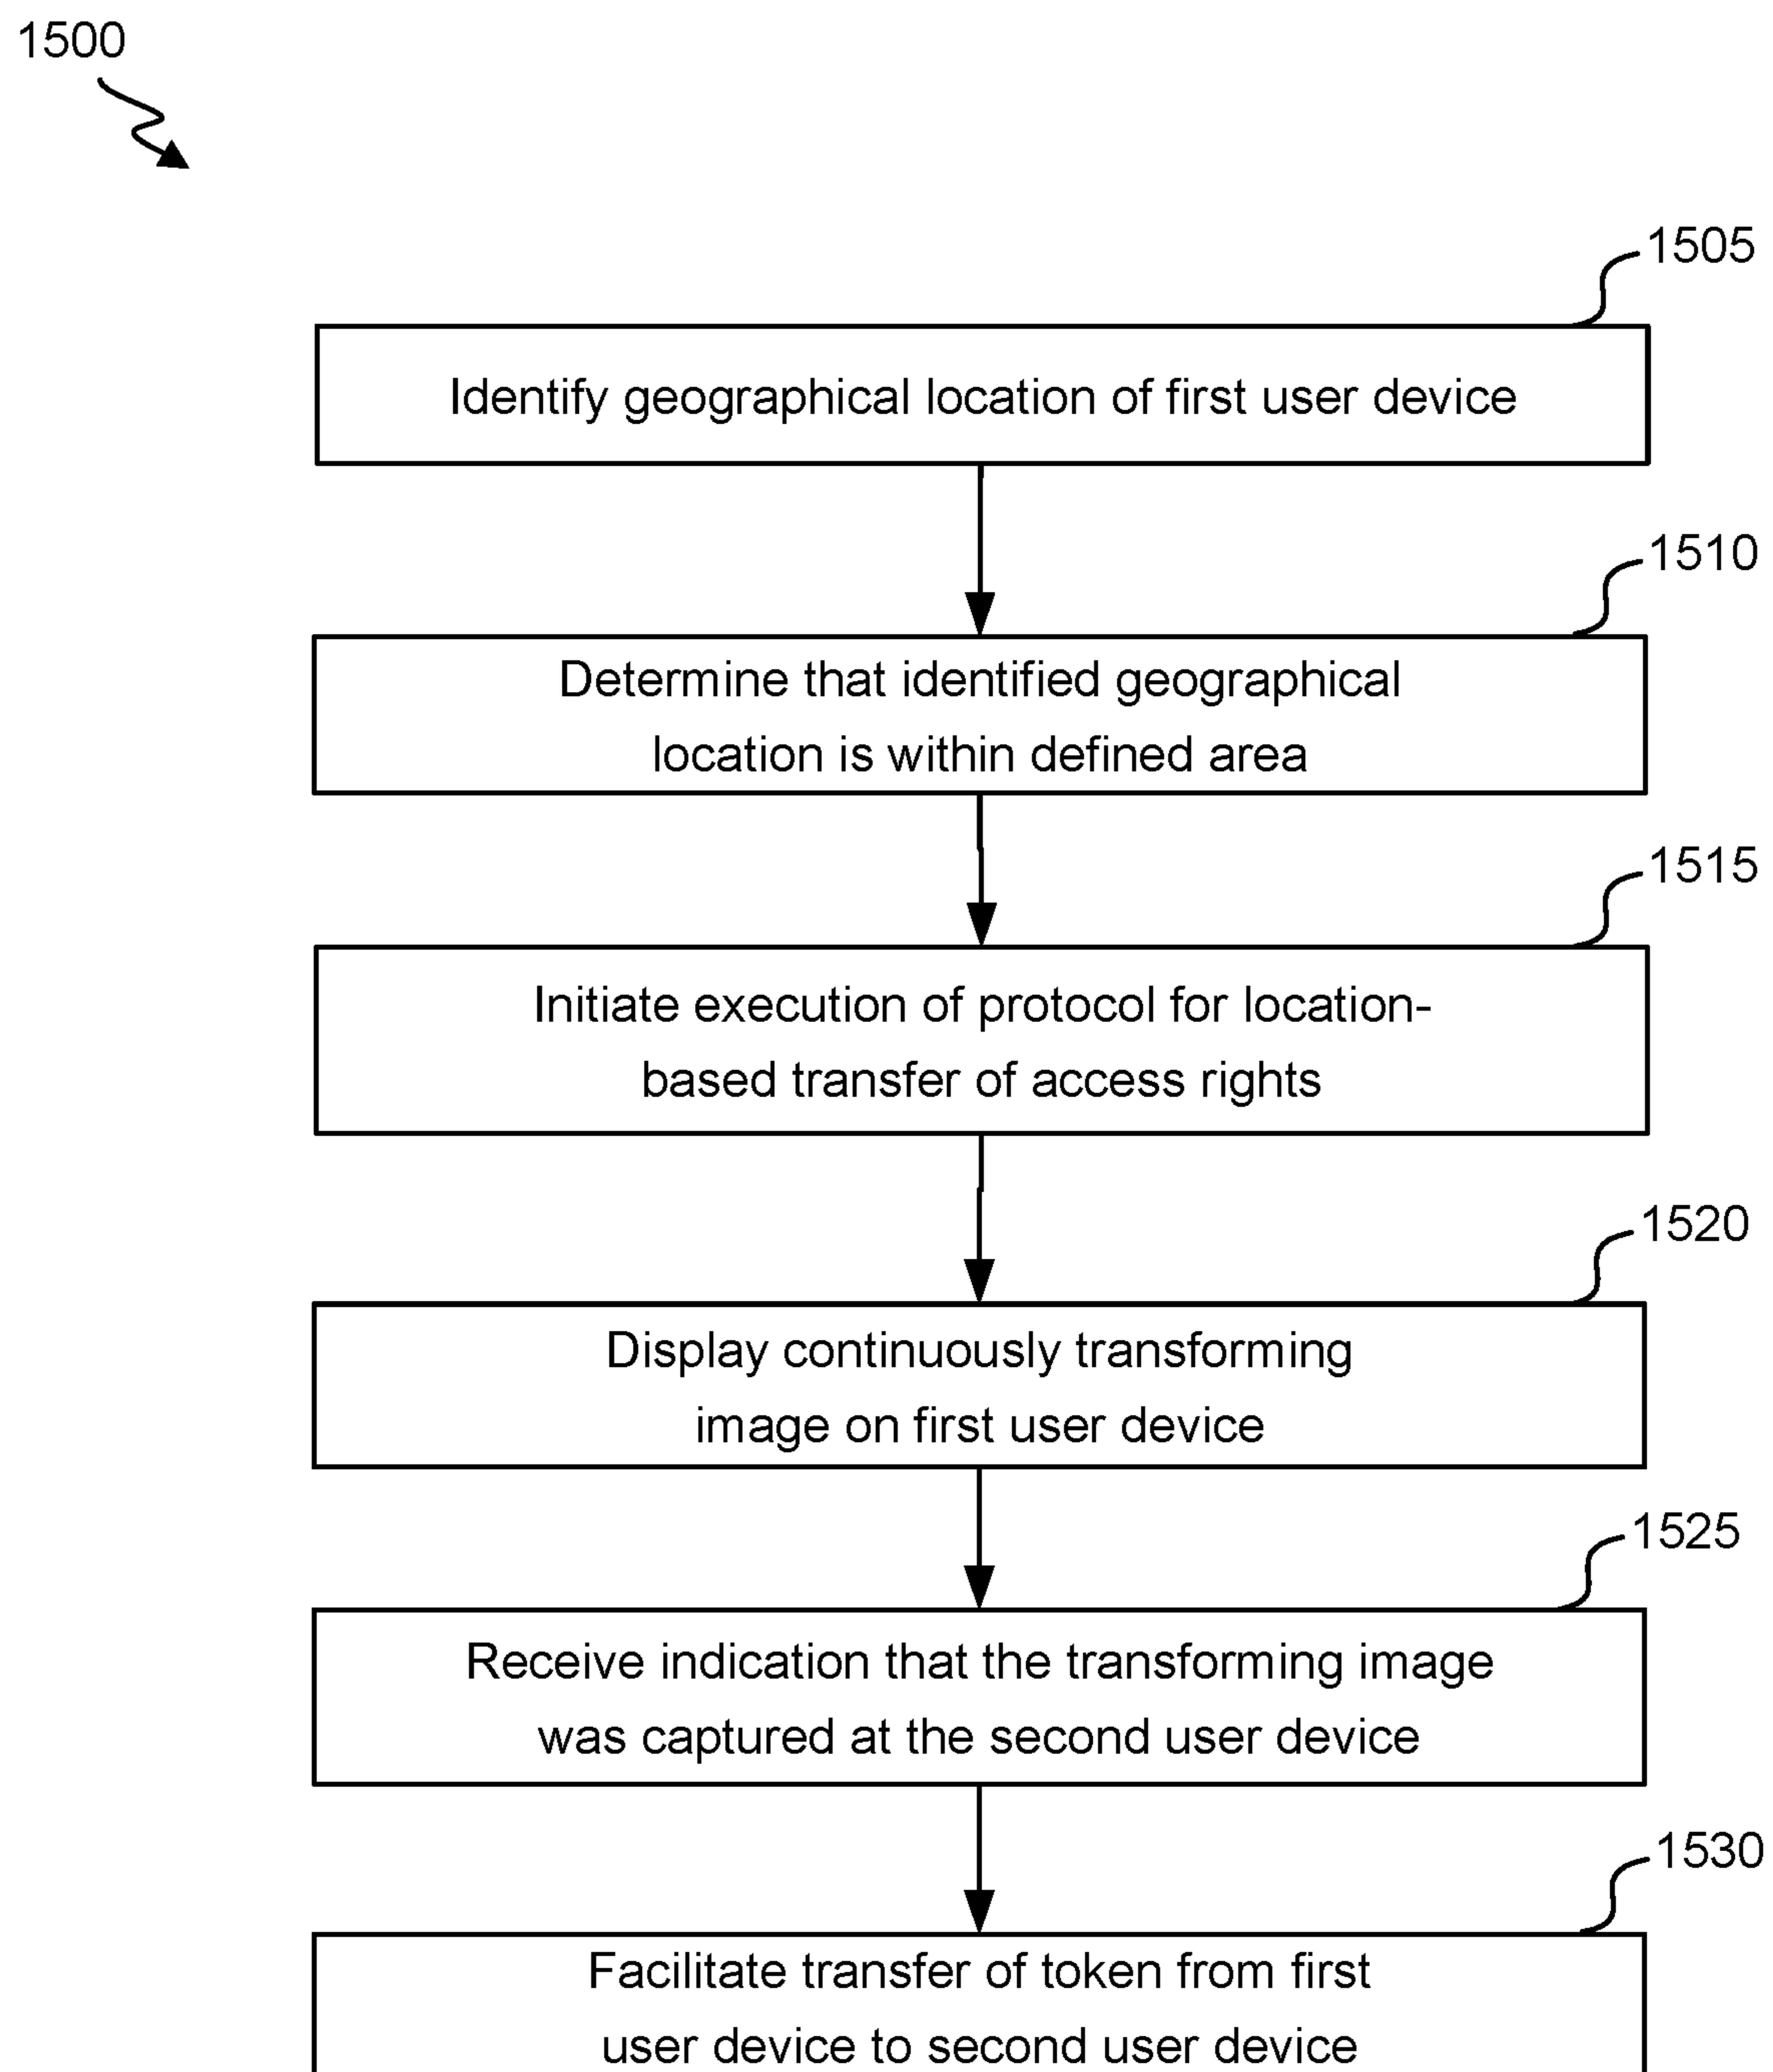 1500
1505
Identify geographical location of first user device
1510
Determine that identified geographical
location is within defined area
1515
Initiate execution of protocol for location-
based transfer of access rights
1520
Display continuously transforming
image on first user device
1525
Receive indication that the transforming image
was captured at the second user device
1530
Facilitate transfer of token from first
user device to second user device